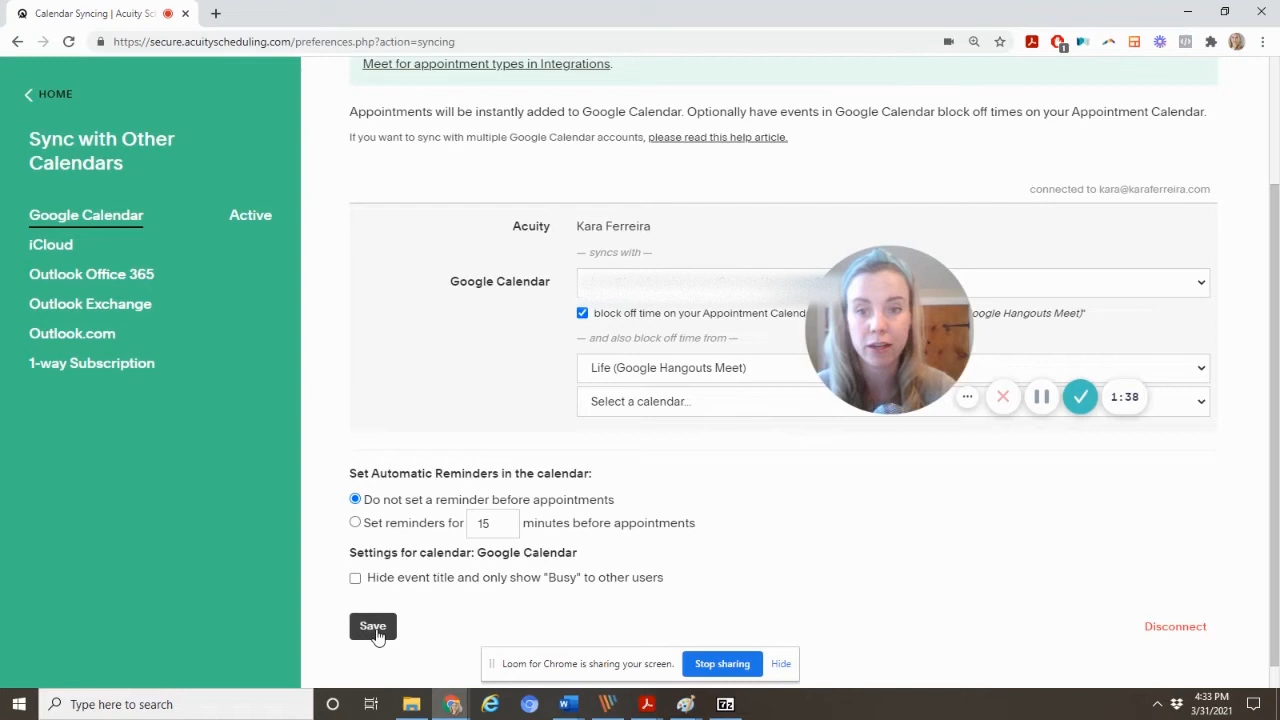 Calendar Syncing | Acuity Sc
https://secure.acuityscheduling.com/preferences.php?action=syncing
1
HOME
Sync with Other
Calendars
Google Calendar Active
iCloud
Outlook Office 365
Outlook Exchange
Outlook.com
1-way Subscription
Meet for appointment types in Integrations.
Appointments will be instantly added to Google Calendar. Optionally have events in Google Calendar block off times on your Appointment Calendar.
If you want to sync with multiple Google Calendar accounts, please read this help article.
connected to kara@karaferreira.com
Acuity Kara Ferreira
— syncs with —
Google Calendar
block off time on your Appointment Calend oogle Hangouts Meet)"
— and also block off time from —
Life (Google Hangouts Meet)
Select a calendar...
1:38
Set Automatic Reminders in the calendar:
Do not set a reminder before appointments
Set reminders for 15 minutes before appointments
Settings for calendar: Google Calendar
Hide event title and only show "Busy" to other users
Save
Disconnect
Loom for Chrome is sharing your screen. Stop sharing Hide
Type here to search
4:33 PM
3/31/2021